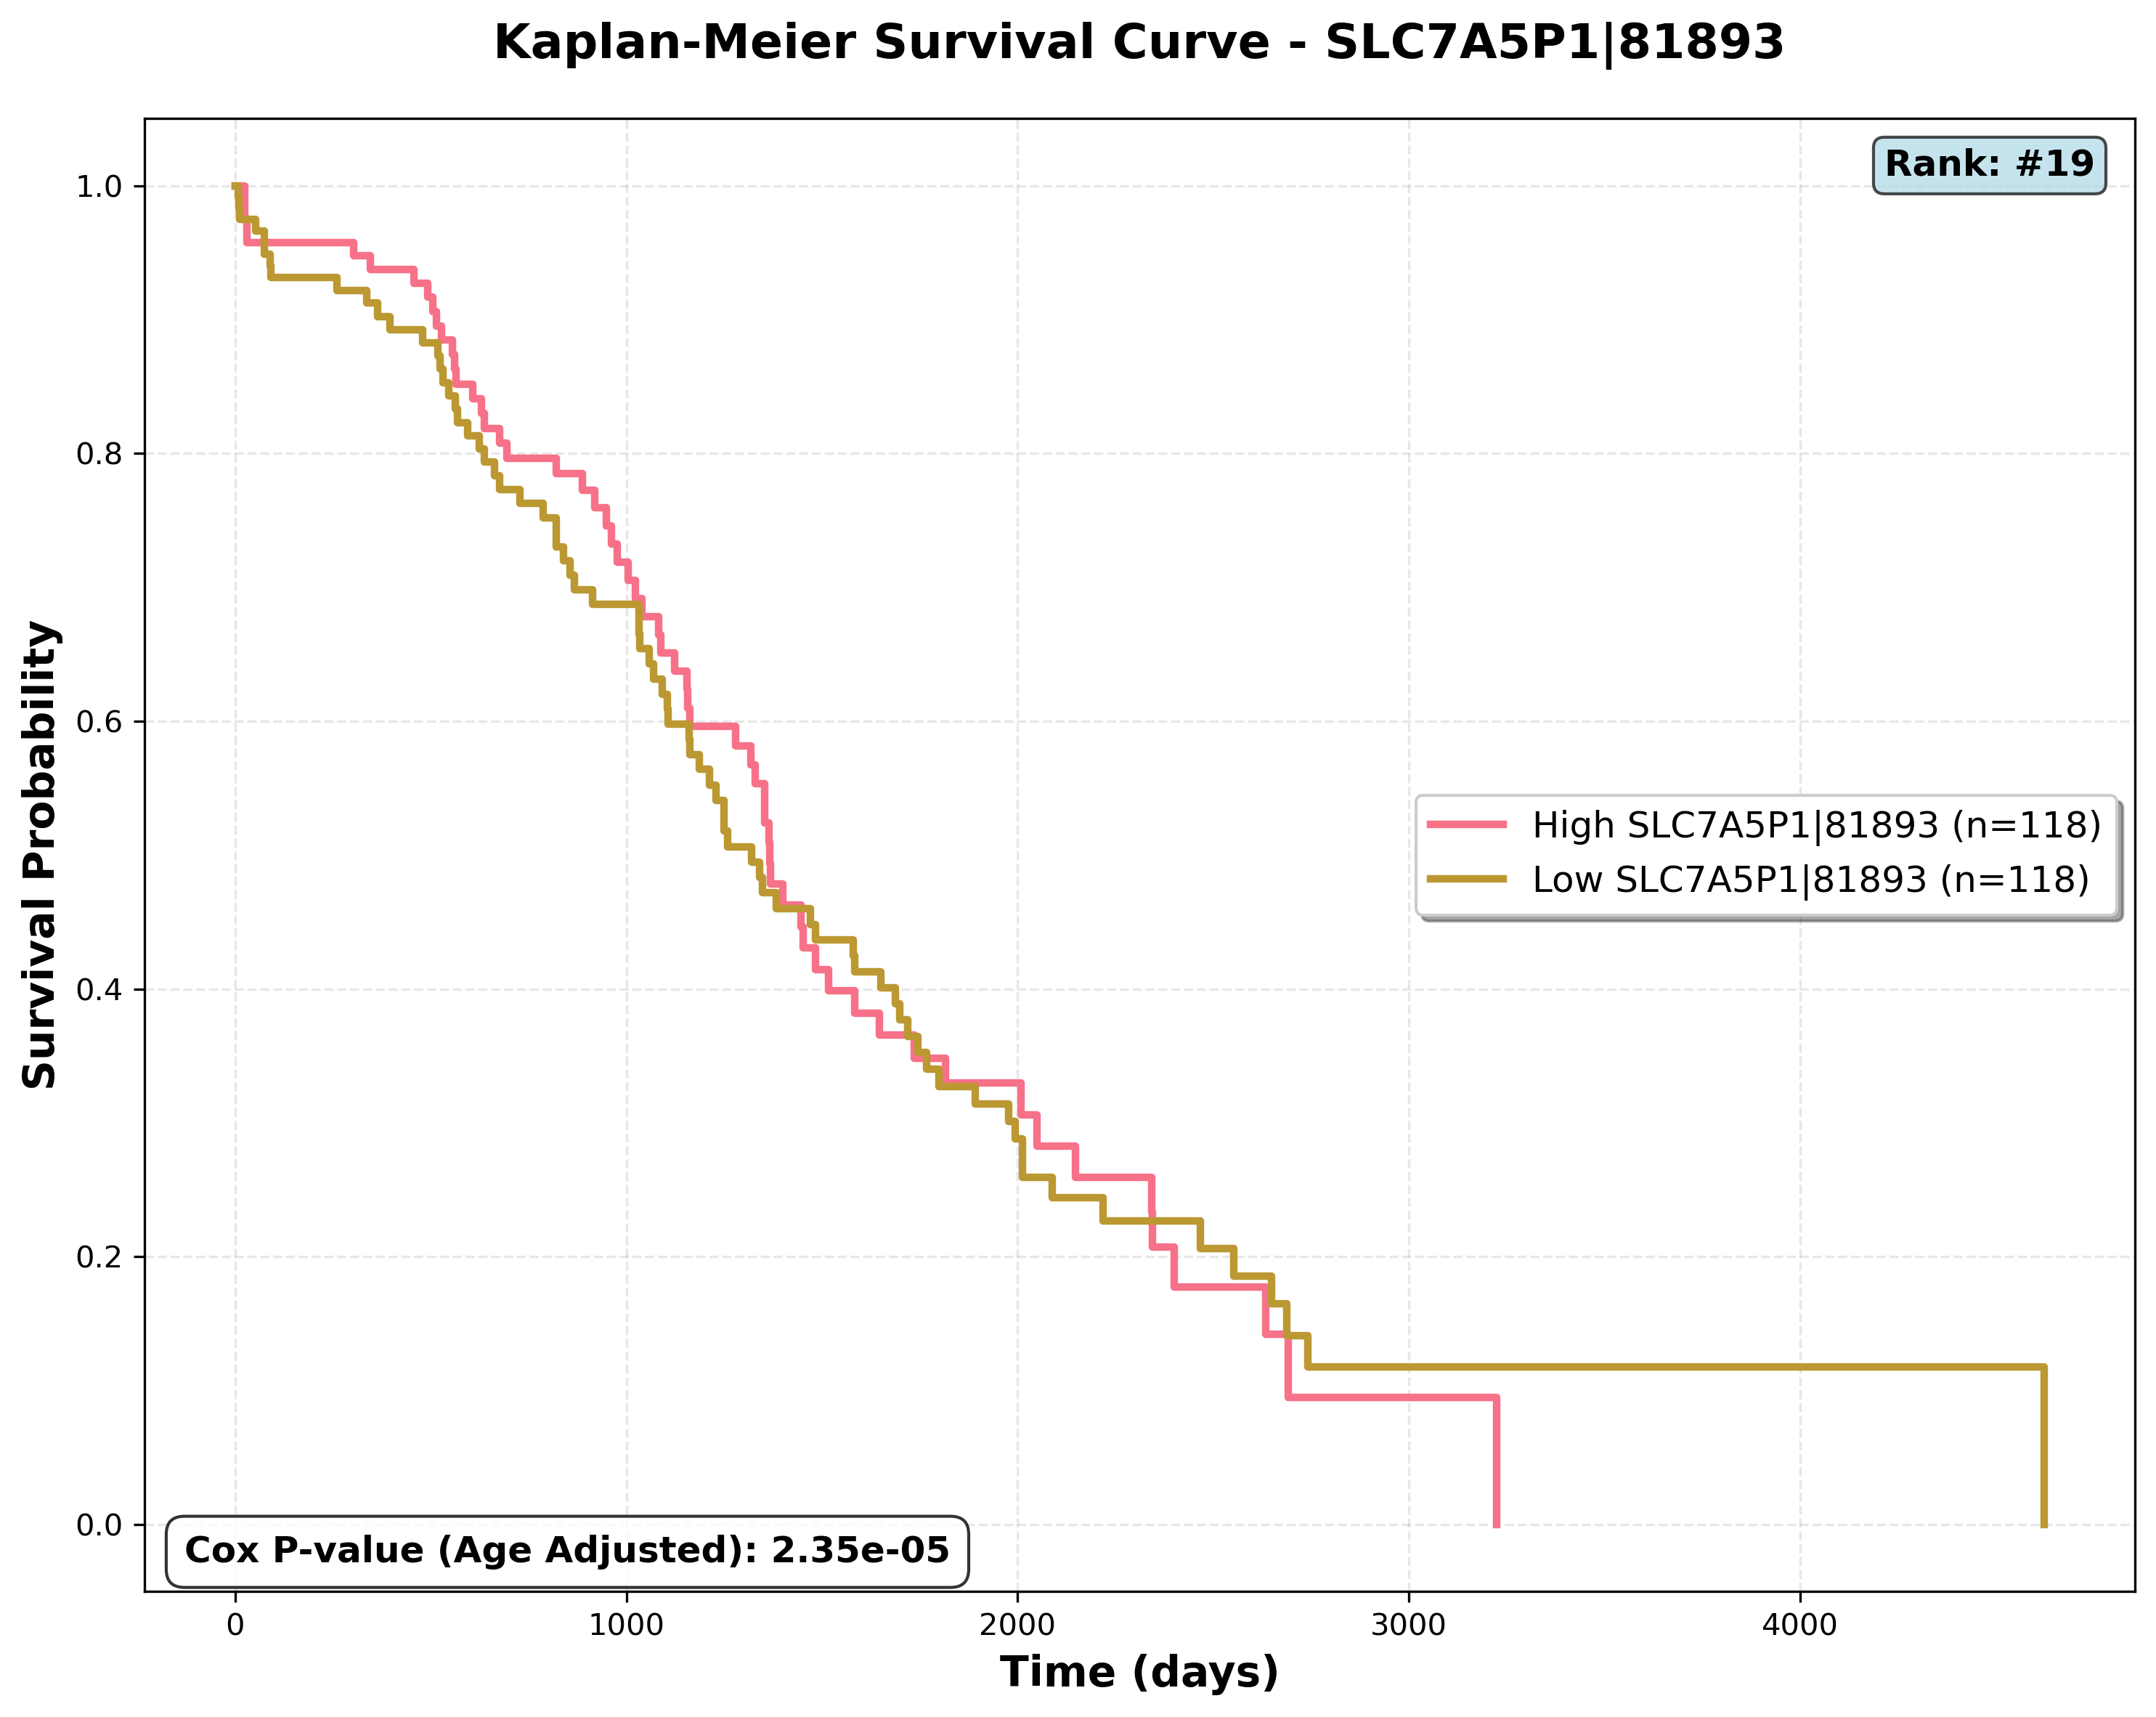 Kaplan-Meier Survival Curve - SLC7A5P1|81893
Rank: #19
1.0
0.8
0.6
0.4
0.2
0.0
Survival Probability
High SLC7A5P1|81893 (n=118)
Low SLC7A5P1|81893 (n=118)
Cox P-value (Age Adjusted): 2.35e-05
0
1000
2000
3000
4000
Time (days)